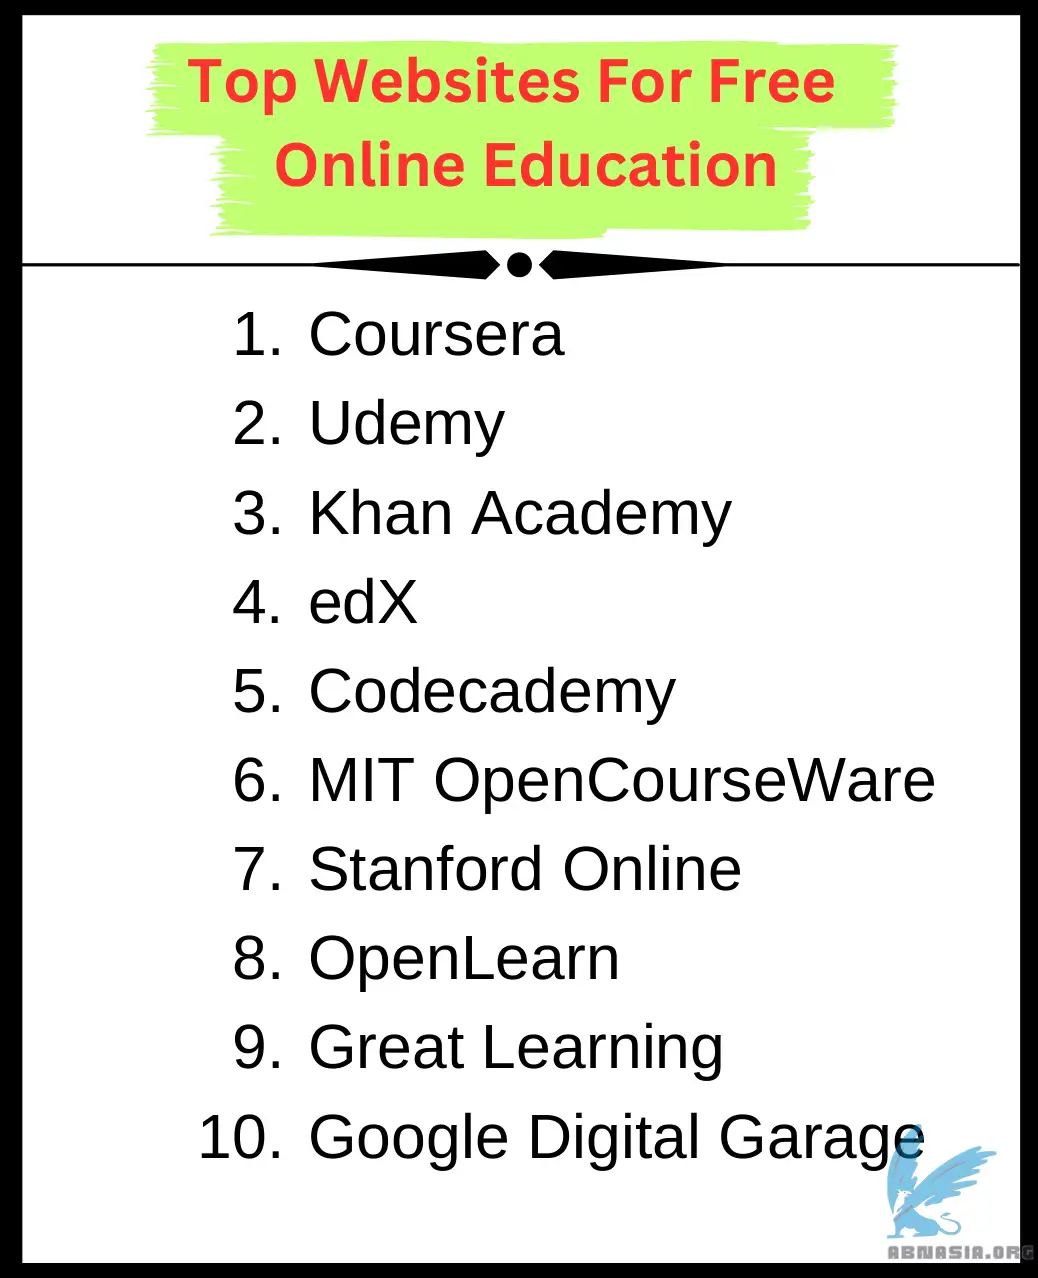 Top Websites For Free
Online Education
1. Coursera
2. Udemy
3. Khan Academy
4. edX
5. Codecademy
6. MIT OpenCourseWare
7. Stanford Online
8. OpenLearn
9. Great Learning
10. Google Digital Garage
ABNASIA.ORG